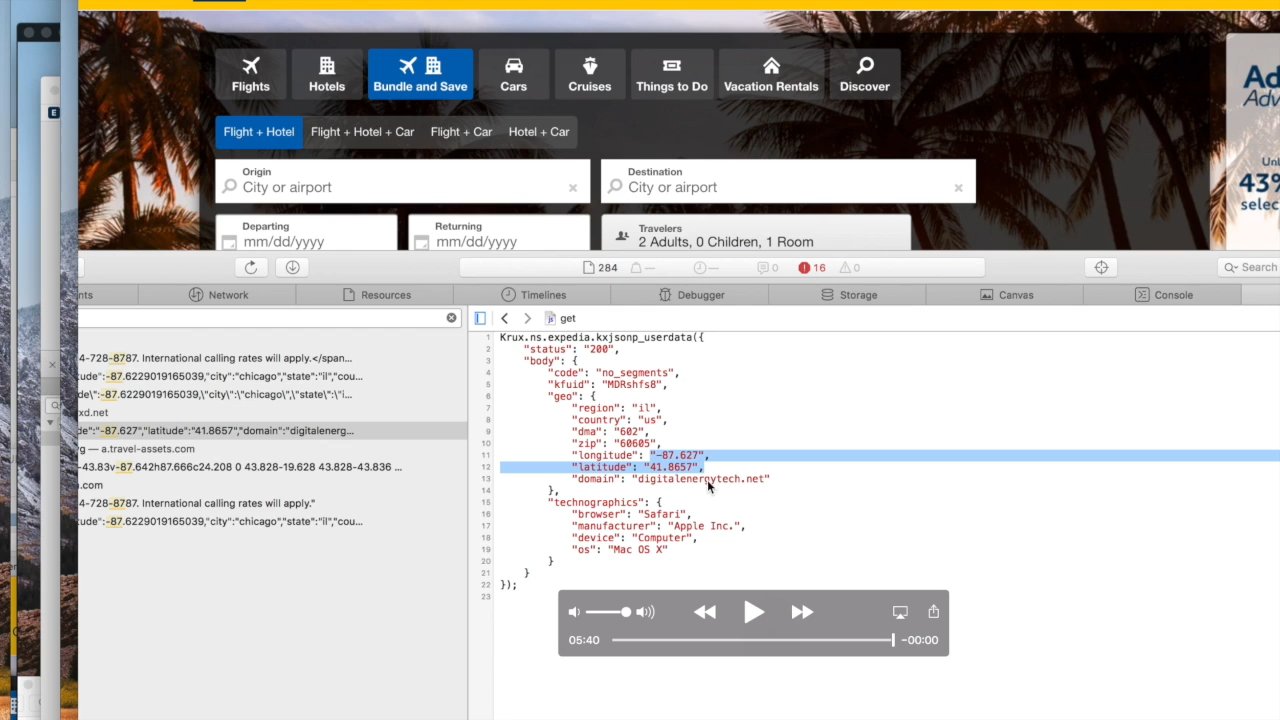 Flights
Hotels
Bundle and Save
Cars
Cruises
Things to Do
Vacation Rentals
Discover
Flight + Hotel
Flight + Hotel + Car
Flight + Car
Hotel + Car
Origin
City or airport
Destination
City or airport
Departing
mm/dd/yyyy
Returning
mm/dd/yyyy
Travelers
2 Adults, 0 Children, 1 Room
Ad
Adv
Unl
43%
selec
284
—
—
0
16
0
Search
nts
Network
Resources
Timelines
Debugger
Storage
Canvas
Console
E
get
4-728-8787. International calling rates will apply.</span...
tude":-87.6229019165039,"city":"chicago","state":"il","cou...
de\":-87.6229019165039,\"city\":\"chicago\",\"state\":\"i...
xd.net
de":"-87.627","latitude":"41.8657","domain":"digitalenerg...
g — a.travel-assets.com
-43.83v-87.642h87.666c24.208 0 43.828-19.628 43.828-43.836 ...
a.com
4-728-8787. International calling rates will apply."
tude":-87.6229019165039,"city":"chicago","state":"il","cou...
1 Krux.ns.expedia.kxjsonp_userdata({
2 "status": "200",
3 "body": {
4 "code": "no_segments",
5 "kfuid": "MDRshfs8",
6 "geo": {
7 "region": "il",
8 "country": "us",
9 "dma": "602",
10 "zip": "60605",
11 "longitude": "-87.627",
12 "latitude": "41.8657",
13 "domain": "digitalenergytech.net"
14 },
15 "technographics": {
16 "browser": "Safari",
17 "manufacturer": "Apple Inc.",
18 "device": "Computer",
19 "os": "Mac OS X"
20 }
21 }
22 });
23
05:40
-00:00